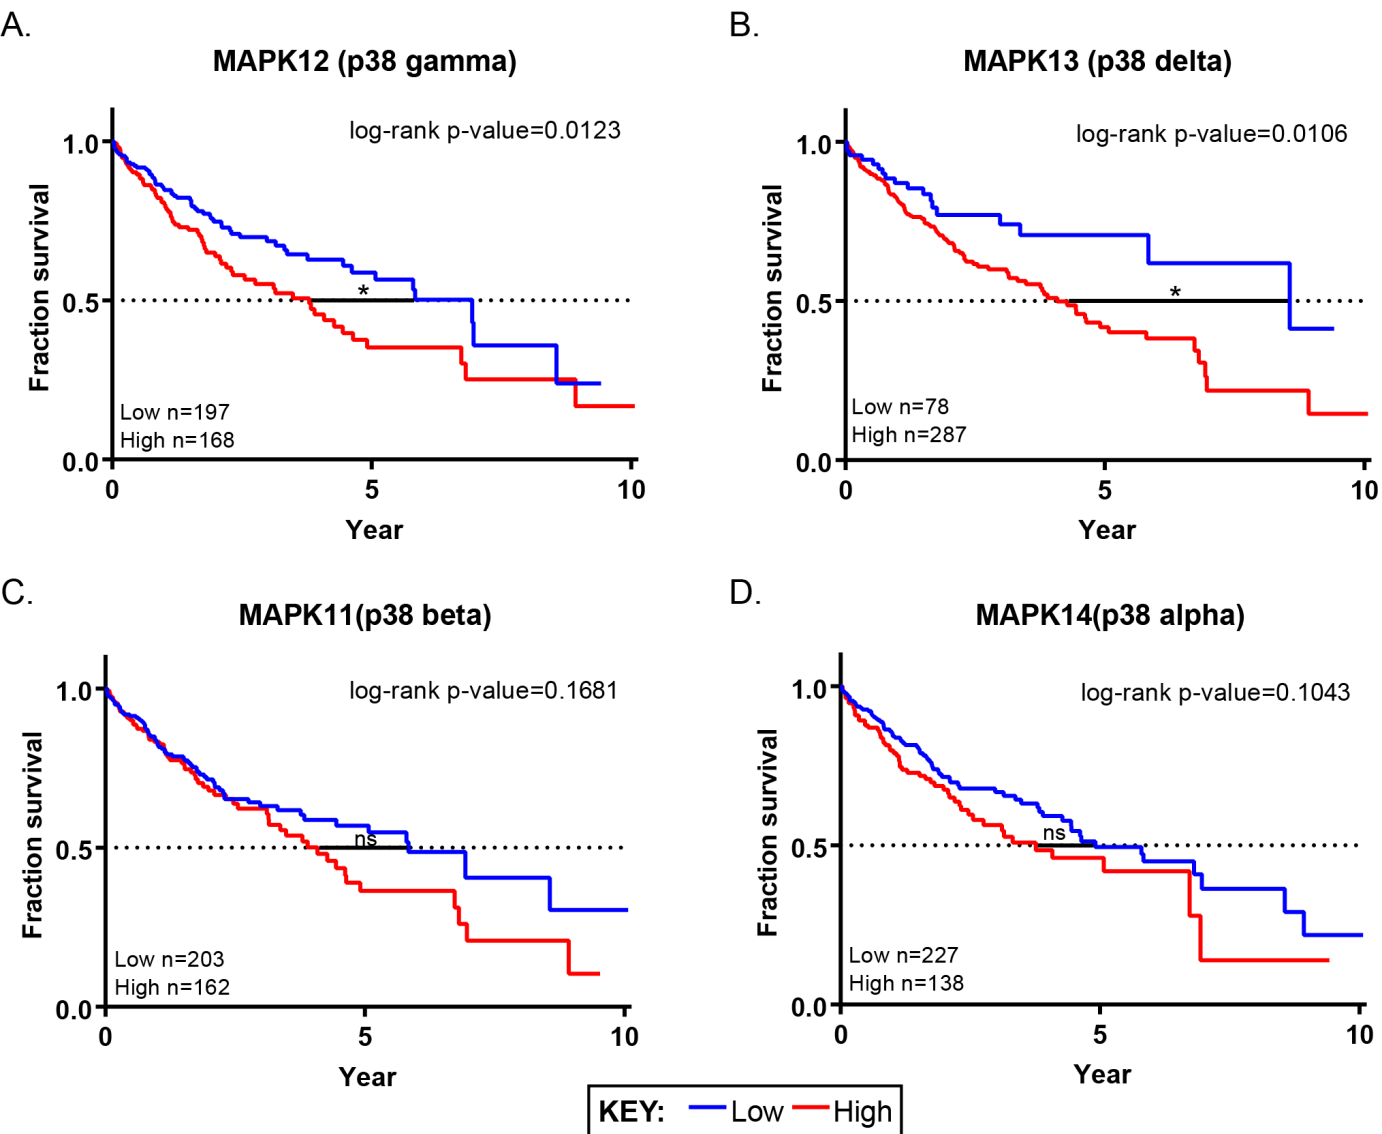 A.
MAPK12 (p38 gamma)
log-rank p-value=0.0123
1.0
0.5
0.0
Fraction survival
*
Low n=197
High n=168
0
5
10
Year
B.
MAPK13 (p38 delta)
log-rank p-value=0.0106
1.0
0.5
0.0
Fraction survival
*
Low n=78
High n=287
0
5
10
Year
C.
MAPK11(p38 beta)
log-rank p-value=0.1681
1.0
0.5
0.0
Fraction survival
ns
Low n=203
High n=162
0
5
10
Year
D.
MAPK14(p38 alpha)
log-rank p-value=0.1043
1.0
0.5
0.0
Fraction survival
ns
Low n=227
High n=138
0
5
10
Year
KEY: Low High